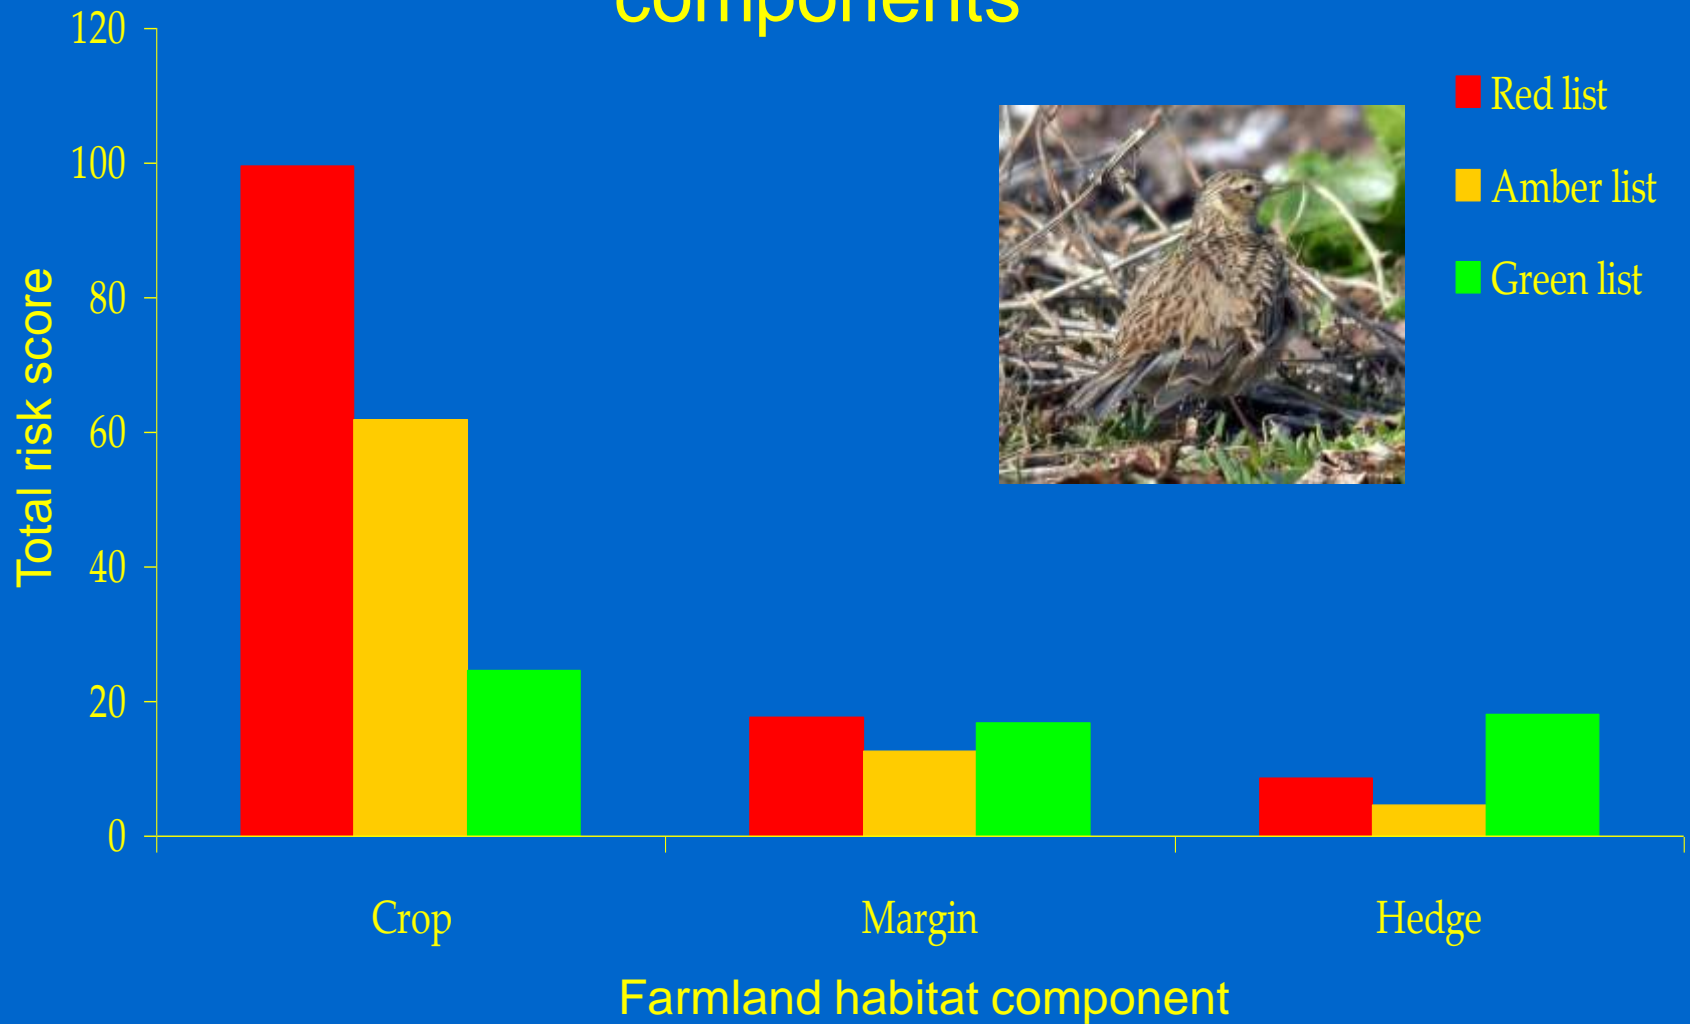 components
120
100
80
60
40
20
0
Total risk score
Red list
Amber list
Green list
Crop
Margin
Hedge
Farmland habitat component